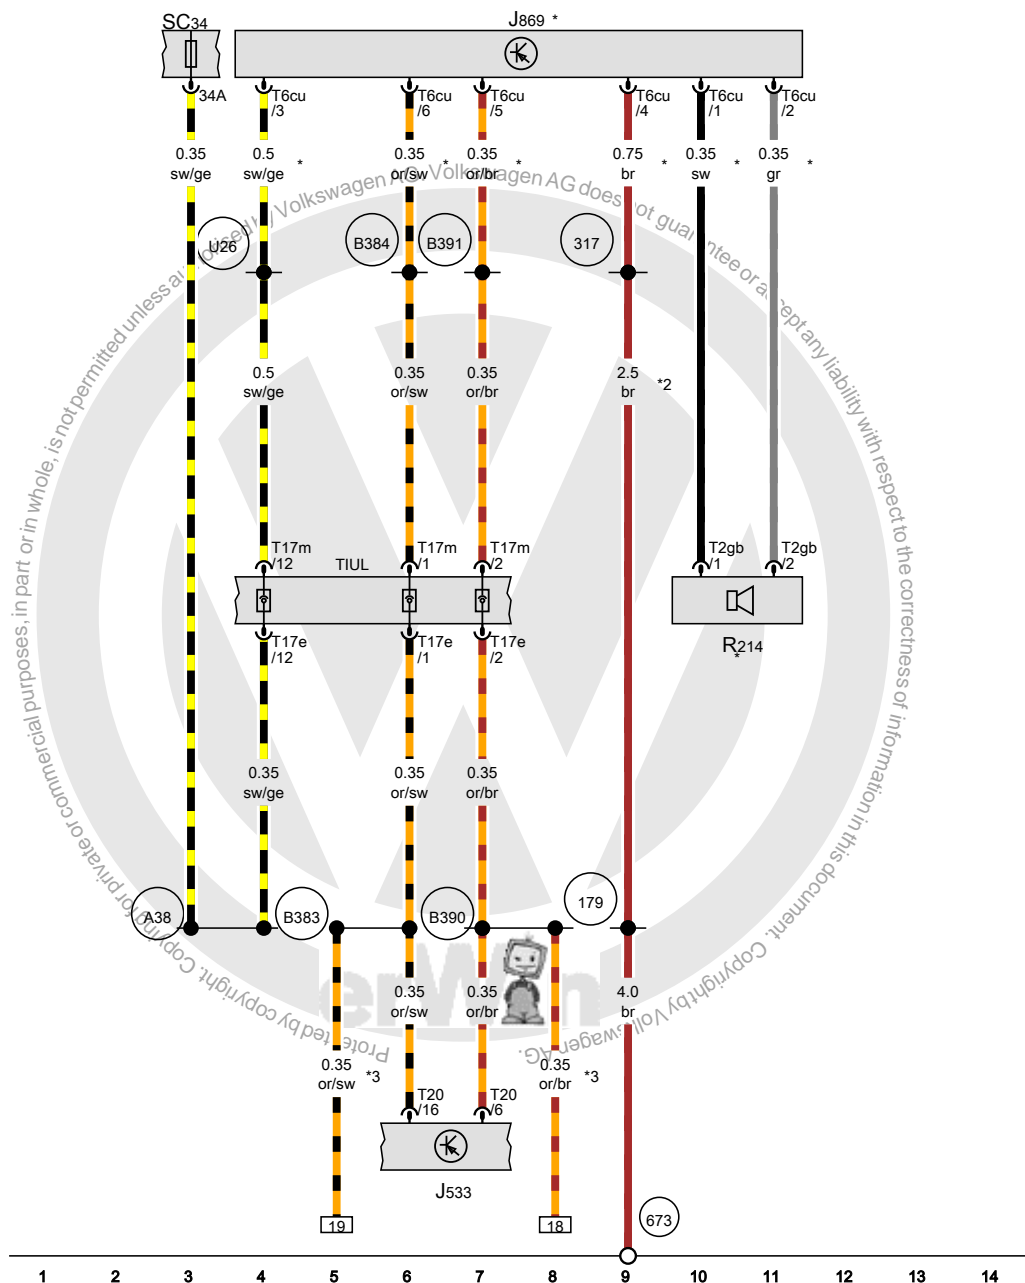 SC34
J869 *
34A
T6cu
/3
T6cu
/6
T6cu
/5
T6cu
/4
T6cu
/1
T6cu
/2
0.35
sw/ge
0.5
sw/ge *
0.35
or/sw *
0.35
or/br *
0.75
br *
0.35
sw *
0.35
gr *
U26
B384
B391
317
0.5
sw/ge
0.35
or/sw
0.35
or/br
2.5
br *2
T17m
/12
TIUL
T17m
/1
T17m
/2
T2gb
/1
T2gb
/2
T17e
/12
T17e
/1
T17e
/2
R214
*
0.35
sw/ge
0.35
or/sw
0.35
or/br
A38
B383
B390
179
0.35
or/sw
0.35
or/br
4.0
br
0.35
or/sw *3
0.35
or/br *3
T20
/16
T20
/6
J533
19
18
673
1 2 3 4 5 6 7 8 9 10 11 12 13 14
Protected by copyright. Copying for private or commercial purposes, in part or in whole, is not permitted unless authorised by Volkswagen AG. Volkswagen AG does not guarantee or accept any liability with respect to the correctness of information in this document. Copyright by Volkswagen AG.